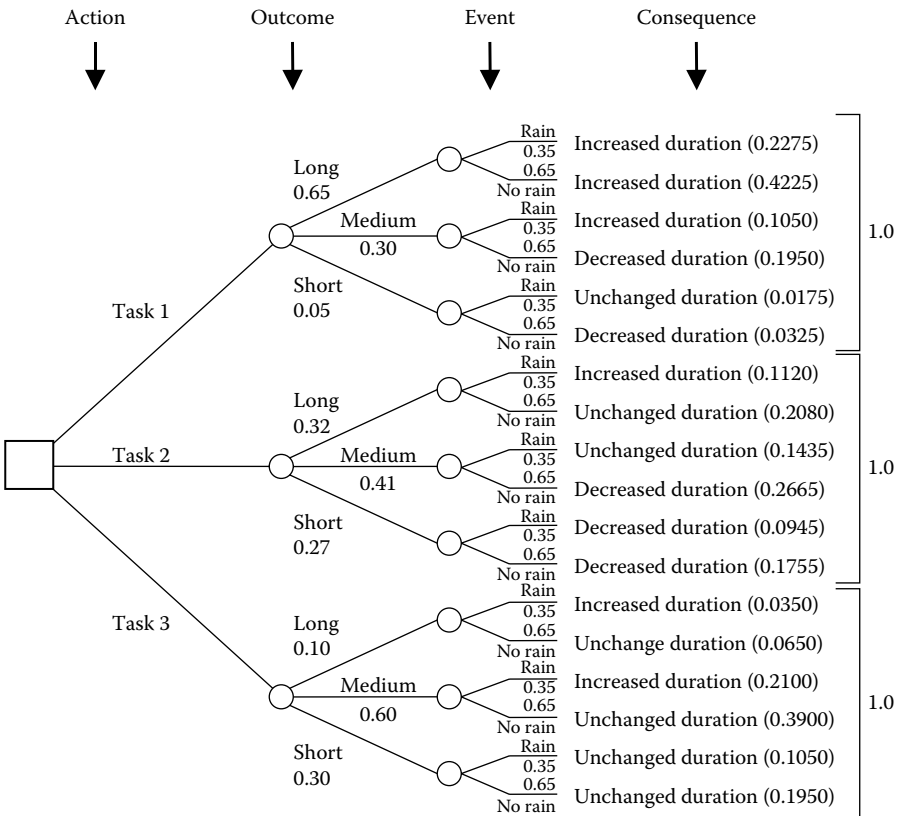 Action Outcome Event Consequence
Rain
Long 0.35 Increased duration (0.2275)
0.65 0.65 Increased duration (0.4225)
No rain
Rain
Medium 0.35 Increased duration (0.1050)
0.30 0.65 Decreased duration (0.1950)
No rain
1.0
Rain
Short 0.35 Unchanged duration (0.0175)
0.05 0.65 Decreased duration (0.0325)
No rain
Task 1
Rain
Long 0.35 Increased duration (0.1120)
0.32 0.65 Unchanged duration (0.2080)
No rain
Rain
Task 2 Medium 0.35 Unchanged duration (0.1435)
0.41 0.65 Decreased duration (0.2665)
No rain
1.0
Rain
Short 0.35 Decreased duration (0.0945)
0.27 0.65 Decreased duration (0.1755)
No rain
Rain
Task 3 Long 0.35 Increased duration (0.0350)
0.10 0.65 Unchange duration (0.0650)
No rain
Rain
Medium 0.35 Increased duration (0.2100)
0.60 0.65 Unchanged duration (0.3900)
No rain
1.0
Rain
Short 0.35 Unchanged duration (0.1050)
0.30 0.65 Unchanged duration (0.1950)
No rain